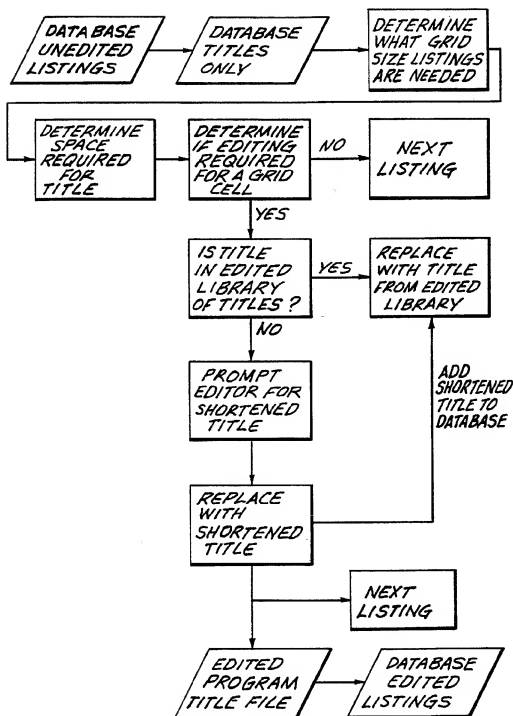 DATABASE
UNEDITED
LISTINGS
DATABASE
TITLES
ONLY
DETERMINE
WHAT GRID
SIZE LISTINGS
ARE NEEDED
DETERMINE
SPACE
REQUIRED
FOR
TITLE
DETERMINE
IF EDITING
REQUIRED
FOR A GRID
CELL
NO
NEXT
LISTING
YES
IS TITLE
IN EDITED
LIBRARY
OF TITLES ?
YES
REPLACE
WITH TITLE
FROM EDITED
LIBRARY
NO
PROMPT
EDITOR FOR
SHORTENED
TITLE
ADD
SHORTENED
TITLE TO
DATABASE
REPLACE
WITH
SHORTENED
TITLE
NEXT
LISTING
EDITED
PROGRAM
TITLE FILE
DATABASE
EDITED
LISTINGS